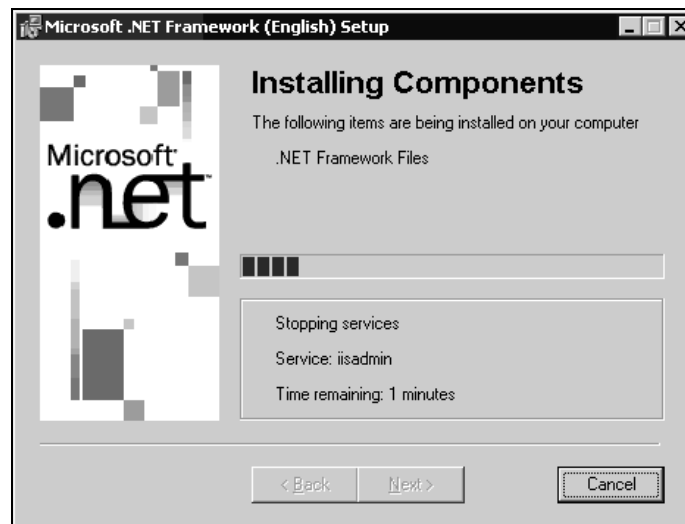 Microsoft .NET Framework (English) Setup
Installing Components
The following items are being installed on your computer
.NET Framework Files
Microsoft
.net
Stopping services
Service: iisadmin
Time remaining: 1 minutes
< Back
Next >
Cancel